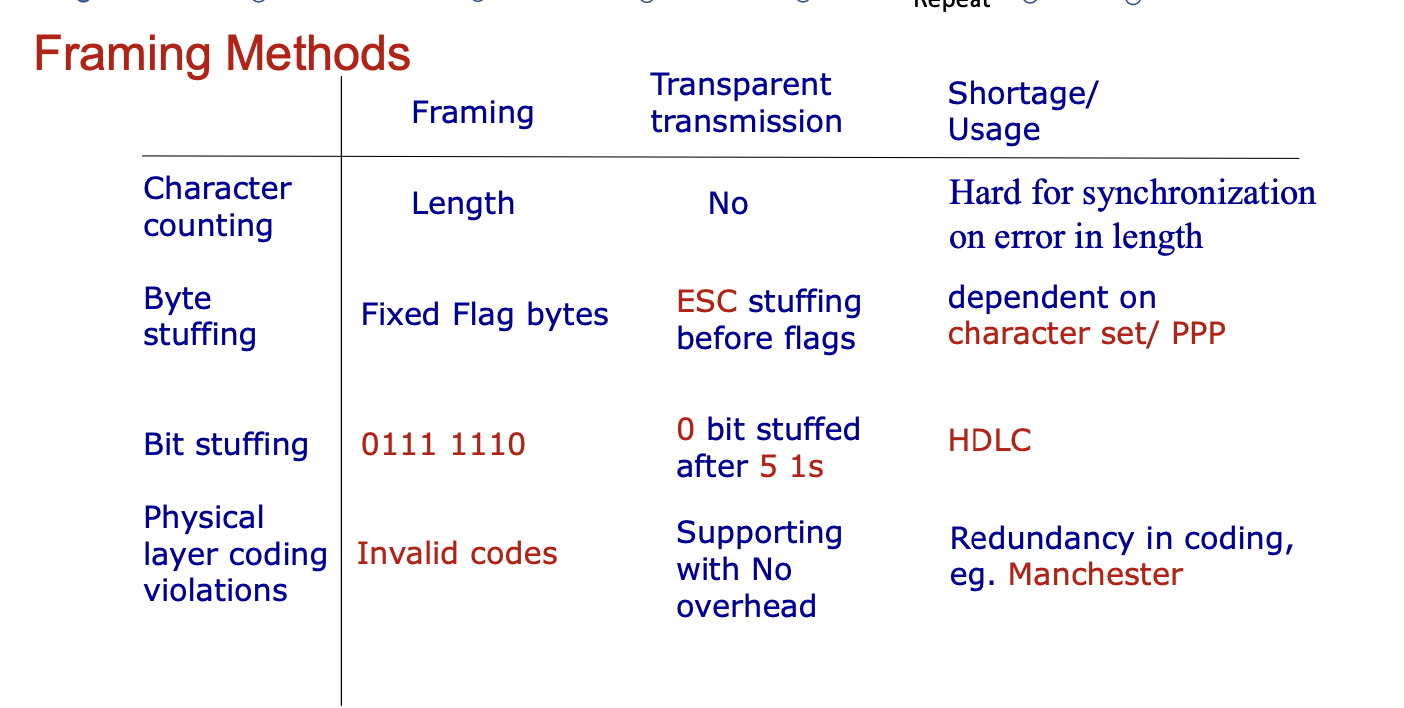 Repeat
Framing Methods
Framing
Transparent
transmission
Shortage/
Usage
Character
counting
Length
No
Hard for synchronization
on error in length
Byte
stuffing
Fixed Flag bytes
ESC stuffing
before flags
dependent on
character set/ PPP
Bit stuffing
0111 1110
0 bit stuffed
after 5 1s
HDLC
Physical
layer coding
violations
Invalid codes
Supporting
with No
overhead
Redundancy in coding,
eg. Manchester